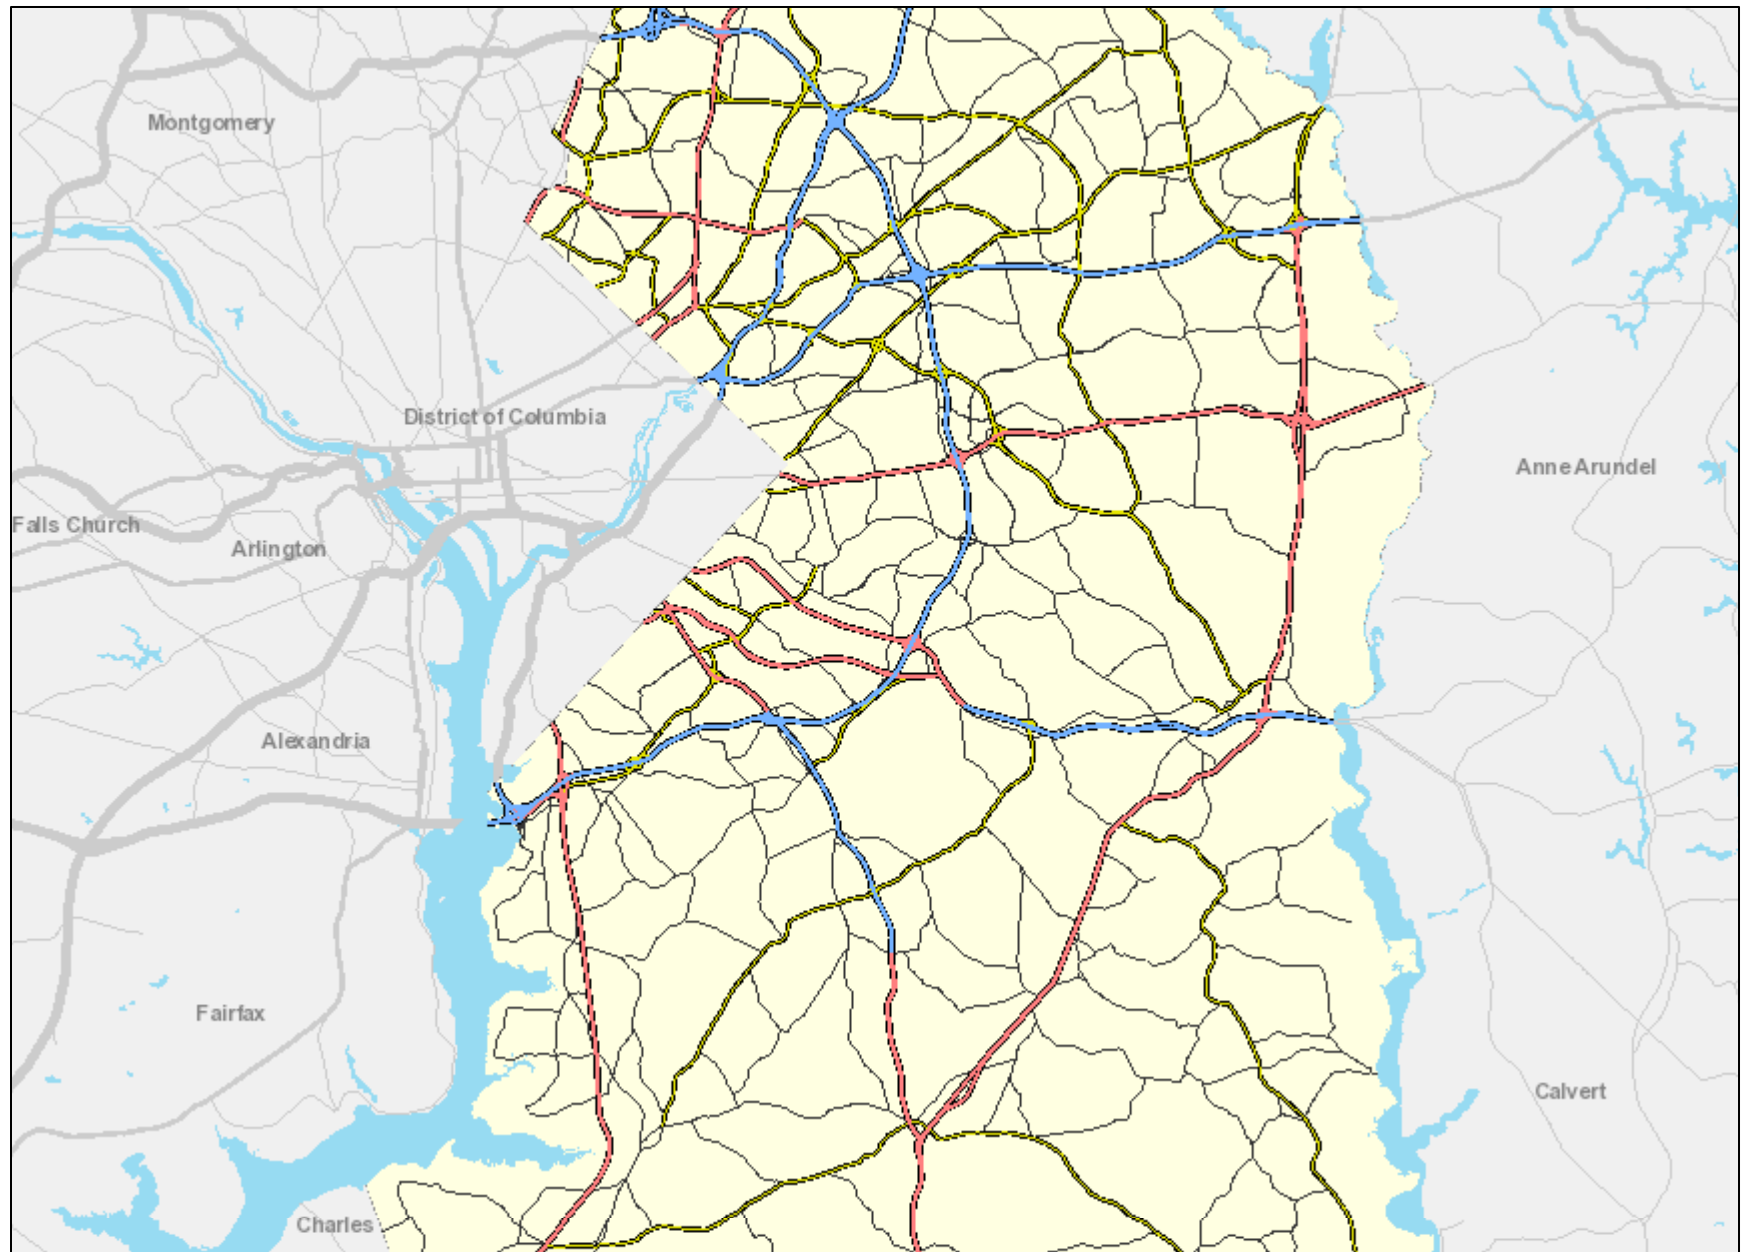 Montgomery
District of Columbia
Anne Arundel
Falls Church
Arlington
Alexandria
Fairfax
Calvert
Charles